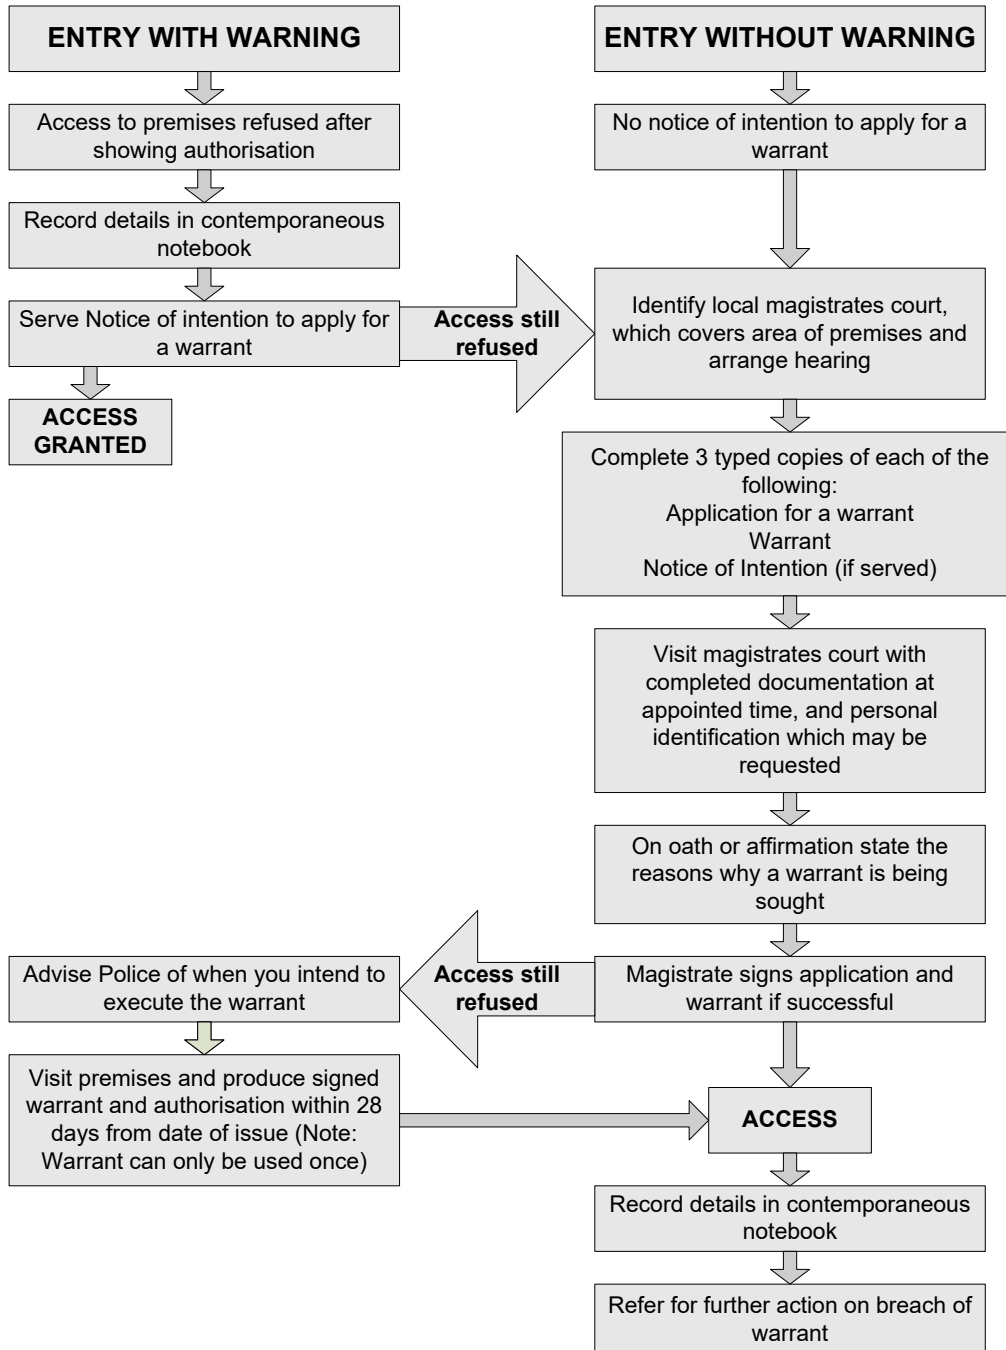 ENTRY WITH WARNING
Access to premises refused after
showing authorisation
Record details in contemporaneous
notebook
Serve Notice of intention to apply for
a warrant
ACCESS
GRANTED
Access still
refused
ENTRY WITHOUT WARNING
No notice of intention to apply for a
warrant
Identify local magistrates court,
which covers area of premises and
arrange hearing
Complete 3 typed copies of each of the
following:
Application for a warrant
Warrant
Notice of Intention (if served)
Visit magistrates court with
completed documentation at
appointed time, and personal
identification which may be
requested
On oath or affirmation state the
reasons why a warrant is being
sought
Magistrate signs application and
warrant if successful
Access still
refused
Advise Police of when you intend to
execute the warrant
Visit premises and produce signed
warrant and authorisation within 28
days from date of issue (Note:
Warrant can only be used once)
ACCESS
Record details in contemporaneous
notebook
Refer for further action on breach of
warrant